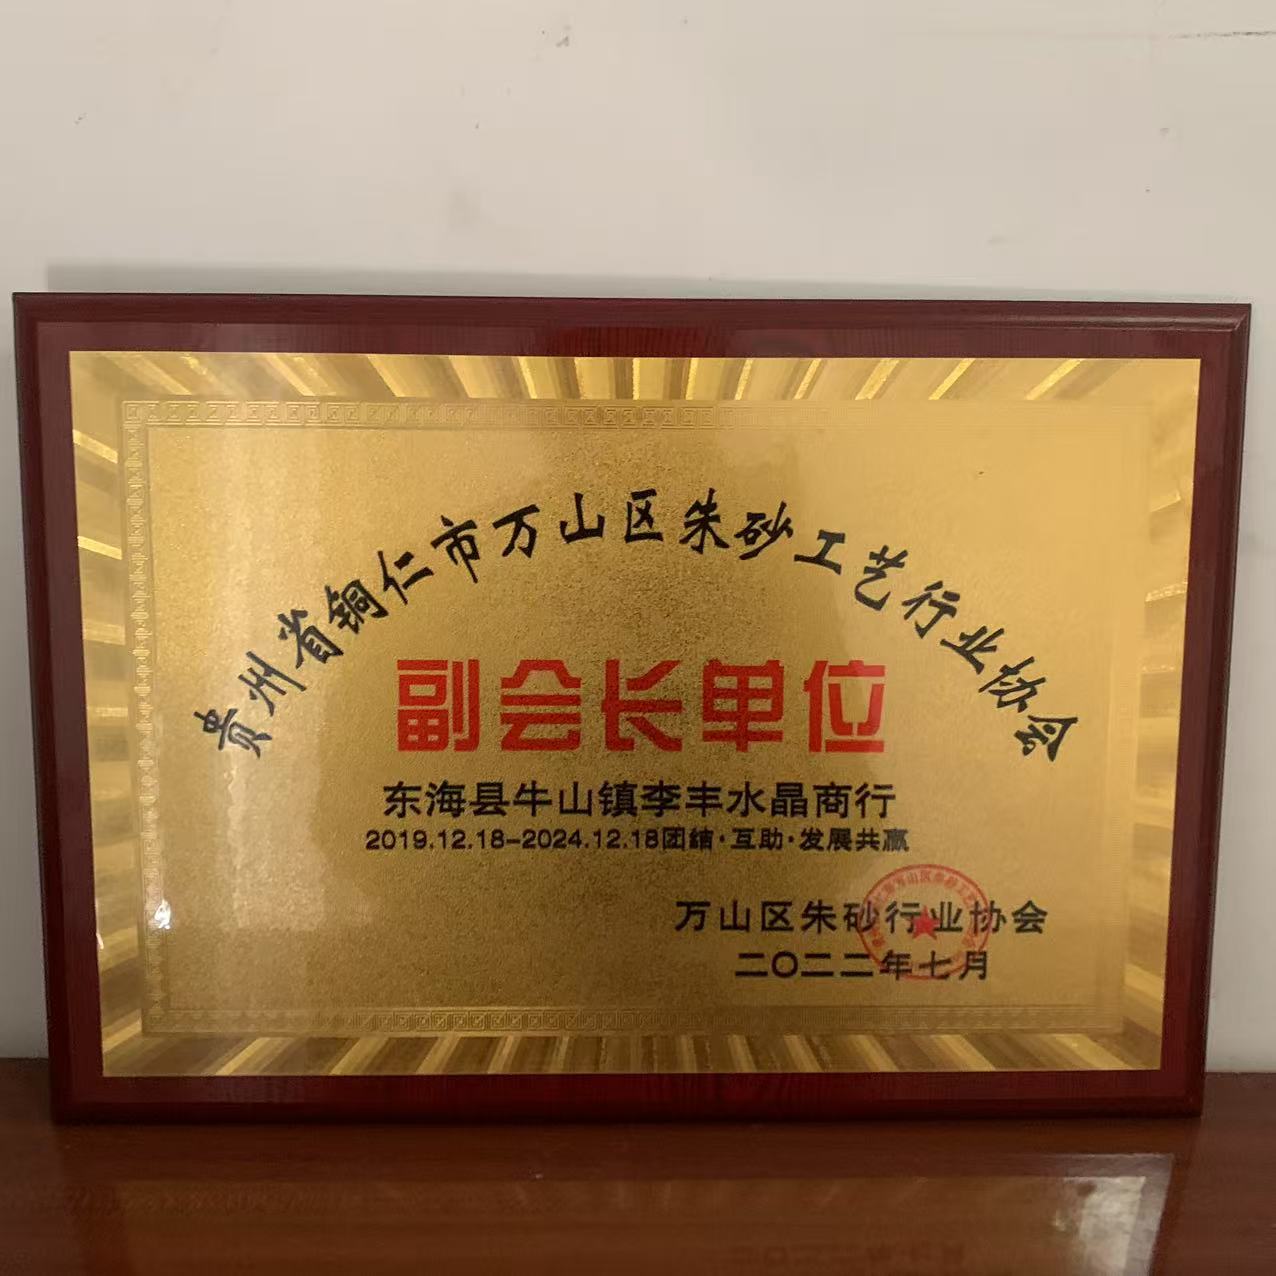 贵州省铜仁市万山区朱砂工艺行业协会
副会长单位
东海县牛山镇李丰水晶商行
2019.12.18-2024.12.18团结·互助·发展共赢
万山区朱砂行业协会
二〇二二年七月